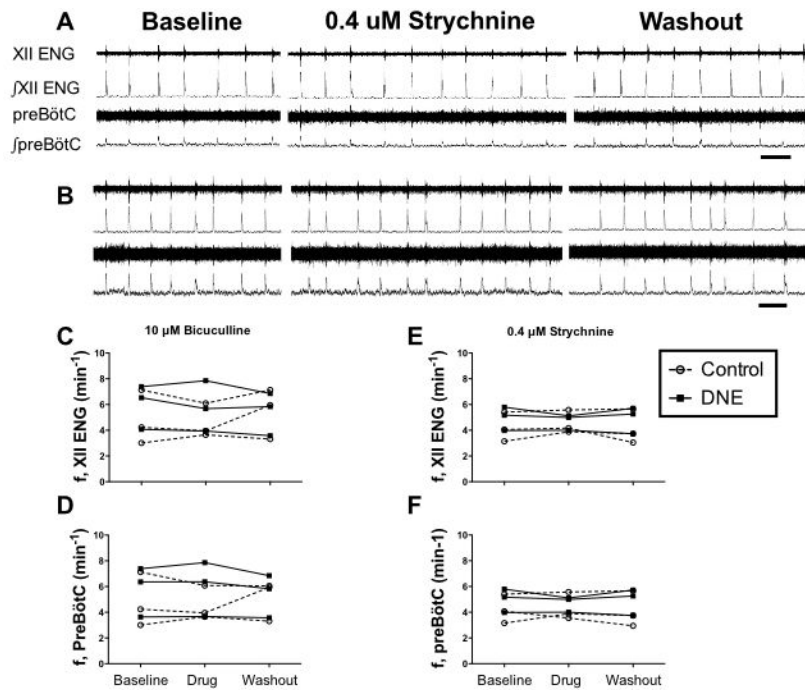 A Baseline 0.4 uM Strychnine Washout
XII ENG
∫XII ENG
preBötC
∫preBötC
B
C 10 µM Bicuculline
f, XII ENG (min⁻¹)
10
8
6
4
2
0
E 0.4 µM Strychnine
f, XII ENG (min⁻¹)
10
8
6
4
2
0
Control
DNE
D
f, PreBötC (min⁻¹)
10
8
6
4
2
0
Baseline Drug Washout
F
f, preBötC (min-1)
10
8
6
4
2
0
Baseline Drug Washout